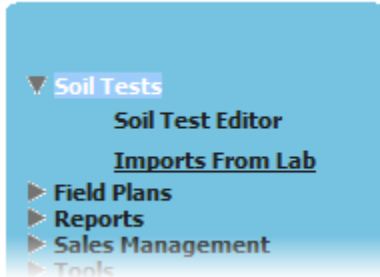 Soil Tests
Soil Test Editor
Imports From Lab
Field Plans
Reports
Sales Management
Tools